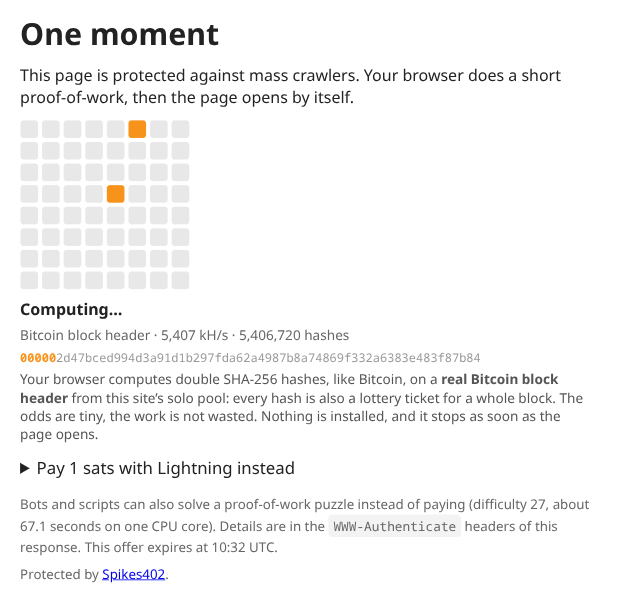 One moment
This page is protected against mass crawlers. Your browser does a short
proof-of-work, then the page opens by itself.
Computing...
Bitcoin block header · 5,407 kH/s · 5,406,720 hashes
000002d47bced994d3a91d1b297fda62a4987b8a74869f332a6383e483f87b84
Your browser computes double SHA-256 hashes, like Bitcoin, on a real Bitcoin block
header from this site's solo pool: every hash is also a lottery ticket for a whole block. The
odds are tiny, the work is not wasted. Nothing is installed, and it stops as soon as the
page opens.
▶ Pay 1 sats with Lightning instead
Bots and scripts can also solve a proof-of-work puzzle instead of paying (difficulty 27, about
67.1 seconds on one CPU core). Details are in the WWW-Authenticate headers of this
response. This offer expires at 10:32 UTC.
Protected by Spikes402.